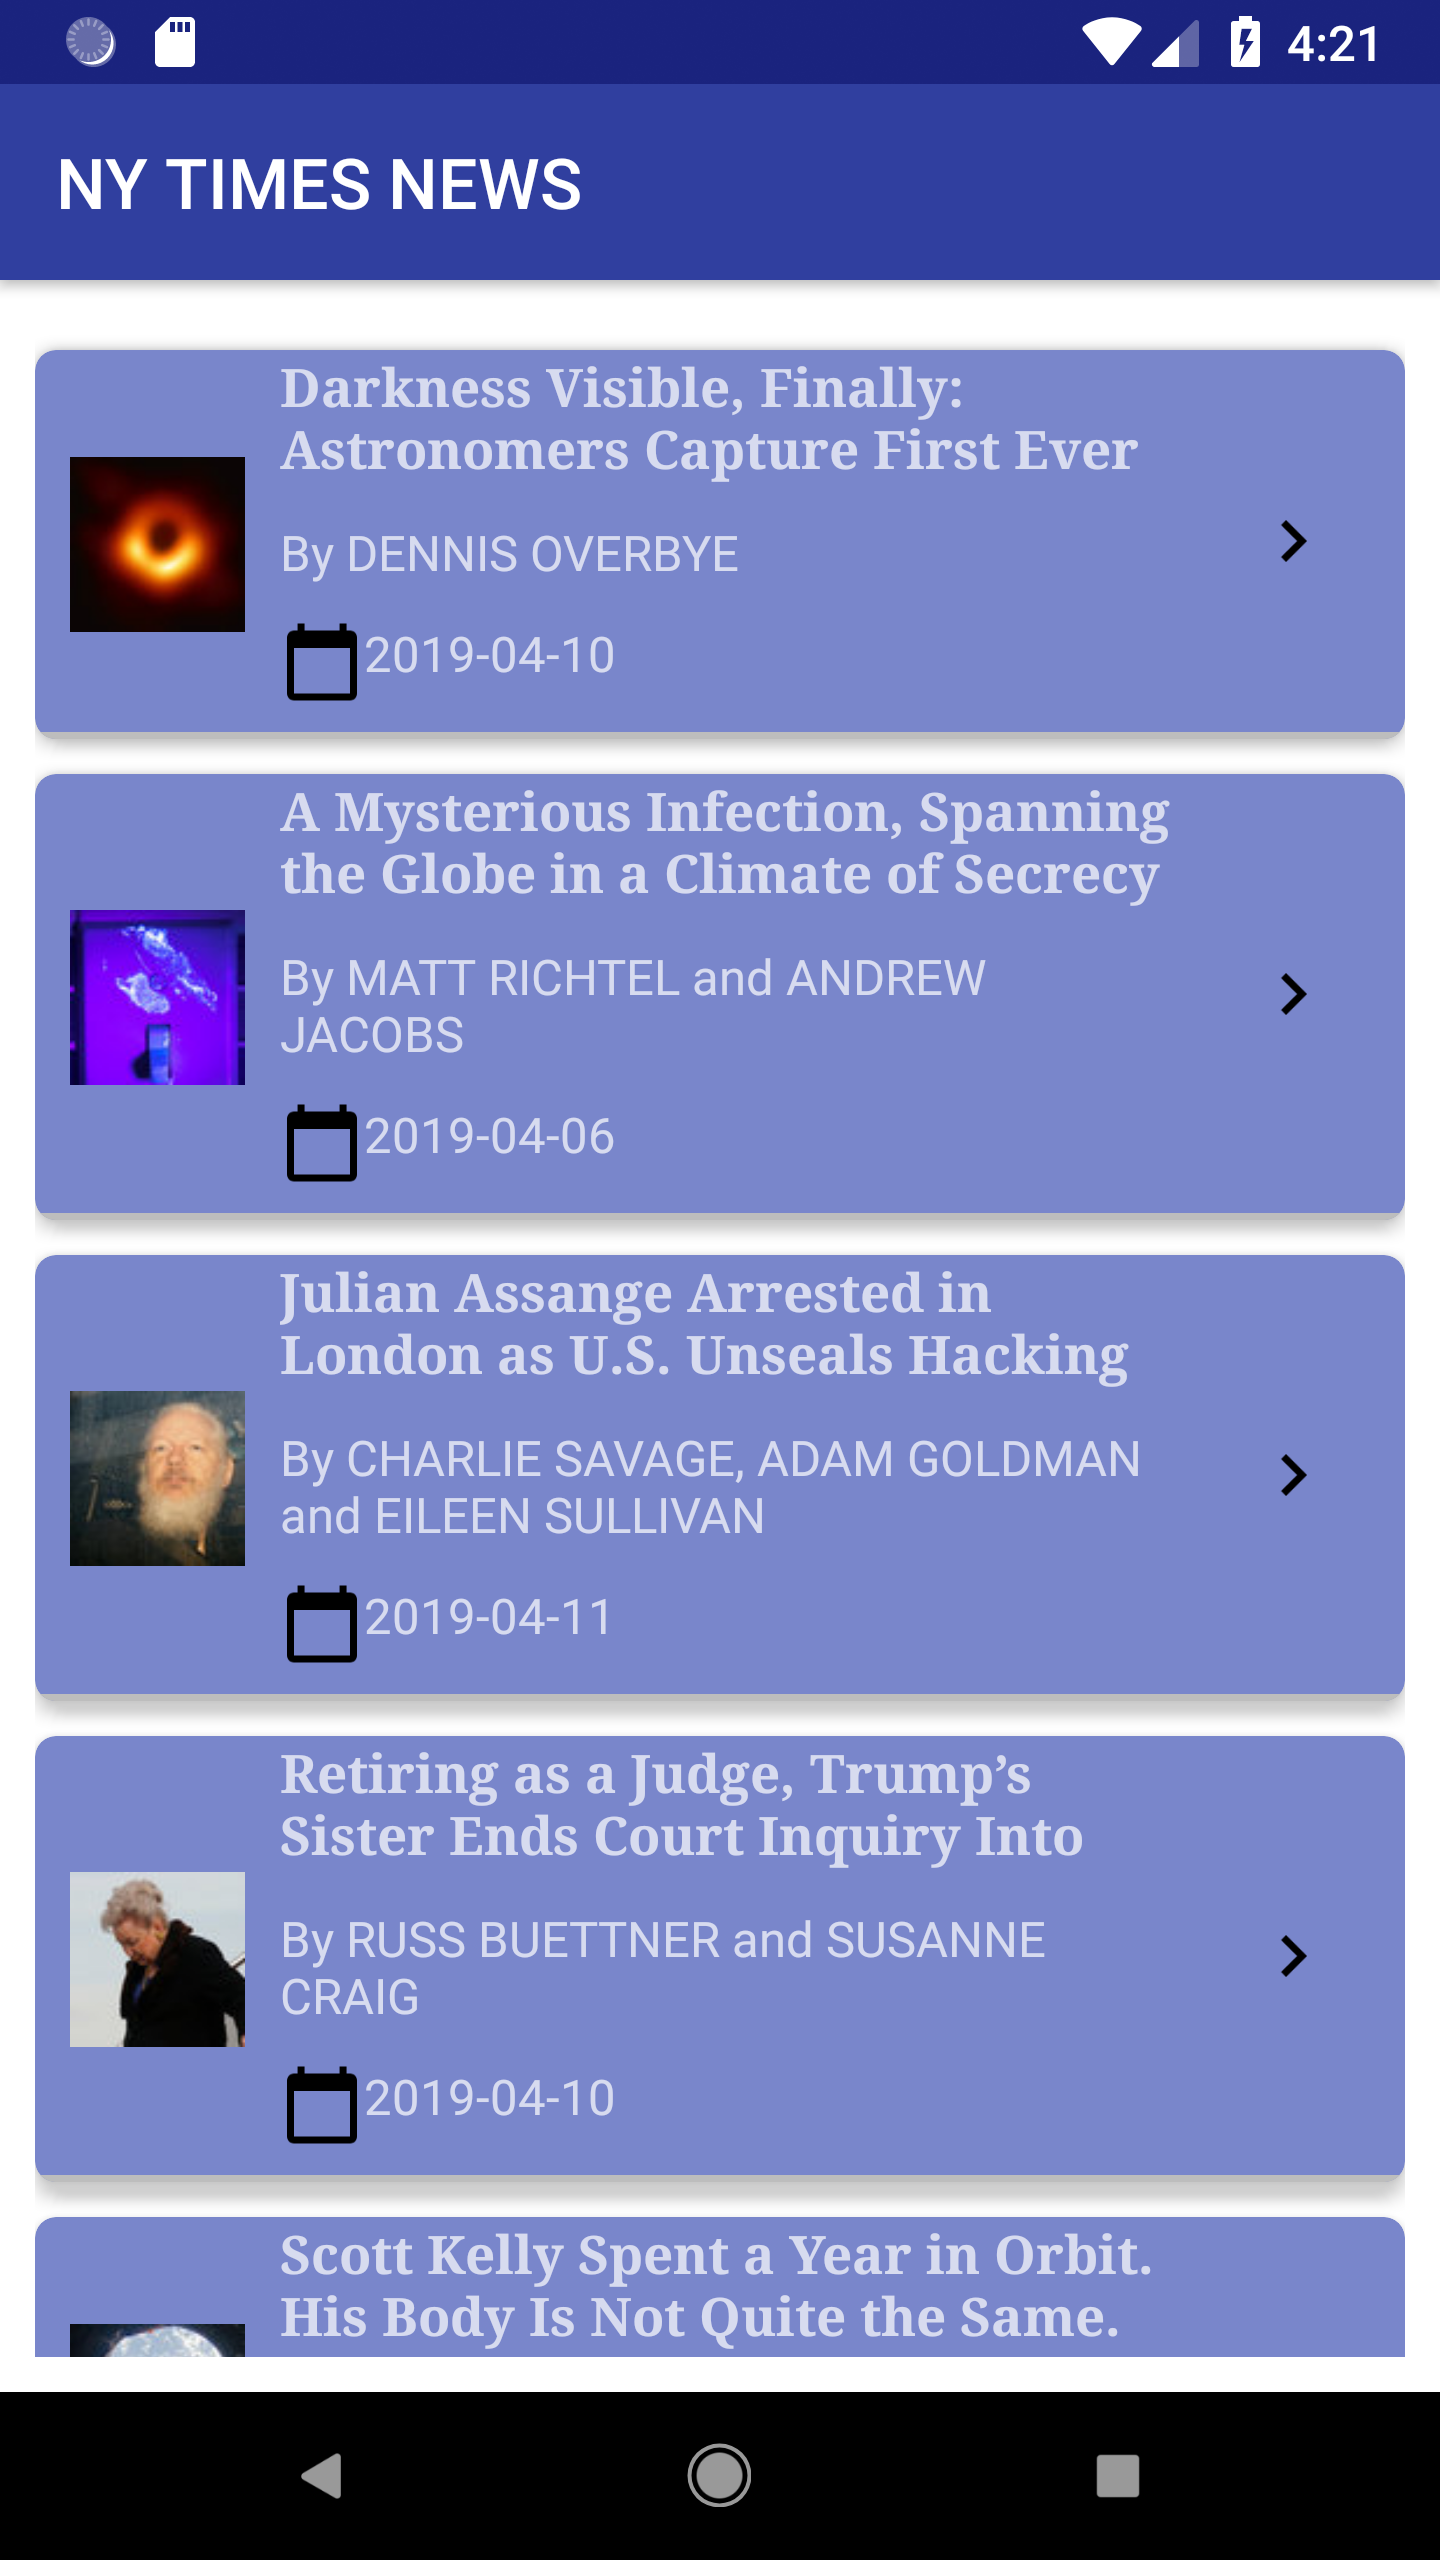 4:21
NY TIMES NEWS
Darkness Visible, Finally:
Astronomers Capture First Ever
By DENNIS OVERBYE
2019-04-10
A Mysterious Infection, Spanning
the Globe in a Climate of Secrecy
By MATT RICHTEL and ANDREW
JACOBS
2019-04-06
Julian Assange Arrested in
London as U.S. Unseals Hacking
By CHARLIE SAVAGE, ADAM GOLDMAN
and EILEEN SULLIVAN
2019-04-11
Retiring as a Judge, Trump’s
Sister Ends Court Inquiry Into
By RUSS BUETTNER and SUSANNE
CRAIG
2019-04-10
Scott Kelly Spent a Year in Orbit.
His Body Is Not Quite the Same.